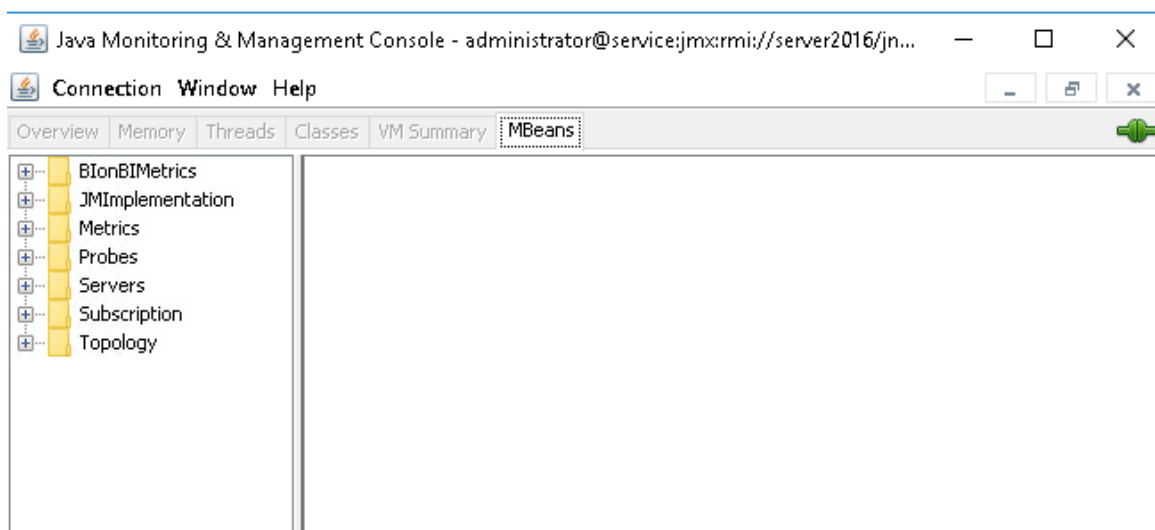 Java Monitoring & Management Console - administrator@service:jmx:rmi://server2016/jn...
Connection Window Help
Overview Memory Threads Classes VM Summary MBeans
BIonBIMetrics
JMImplementation
Metrics
Probes
Servers
Subscription
Topology